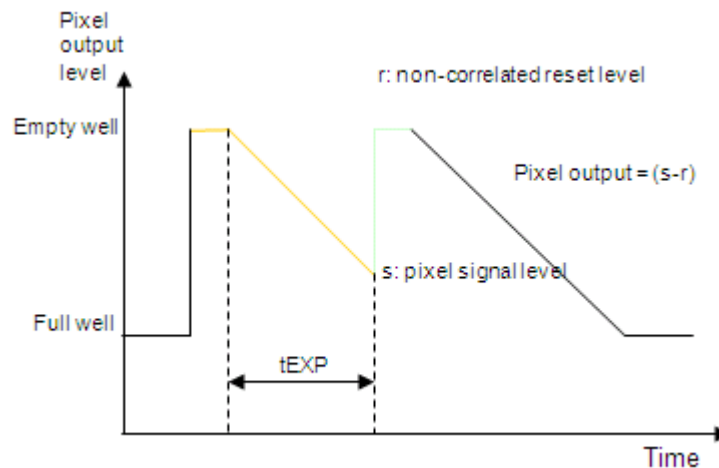 Pixel
output
level
r: non-correlated reset level
Empty well
Pixel output = (s-r)
s: pixel signal level
Full well
tEXP
Time